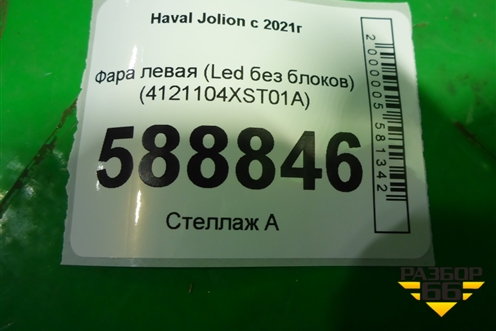 Haval Jolion с 2021г
Фара левая (Led без блоков)
(4121104XST01A)
588846
Стеллаж А
2000005581342
РАЗБОР
66